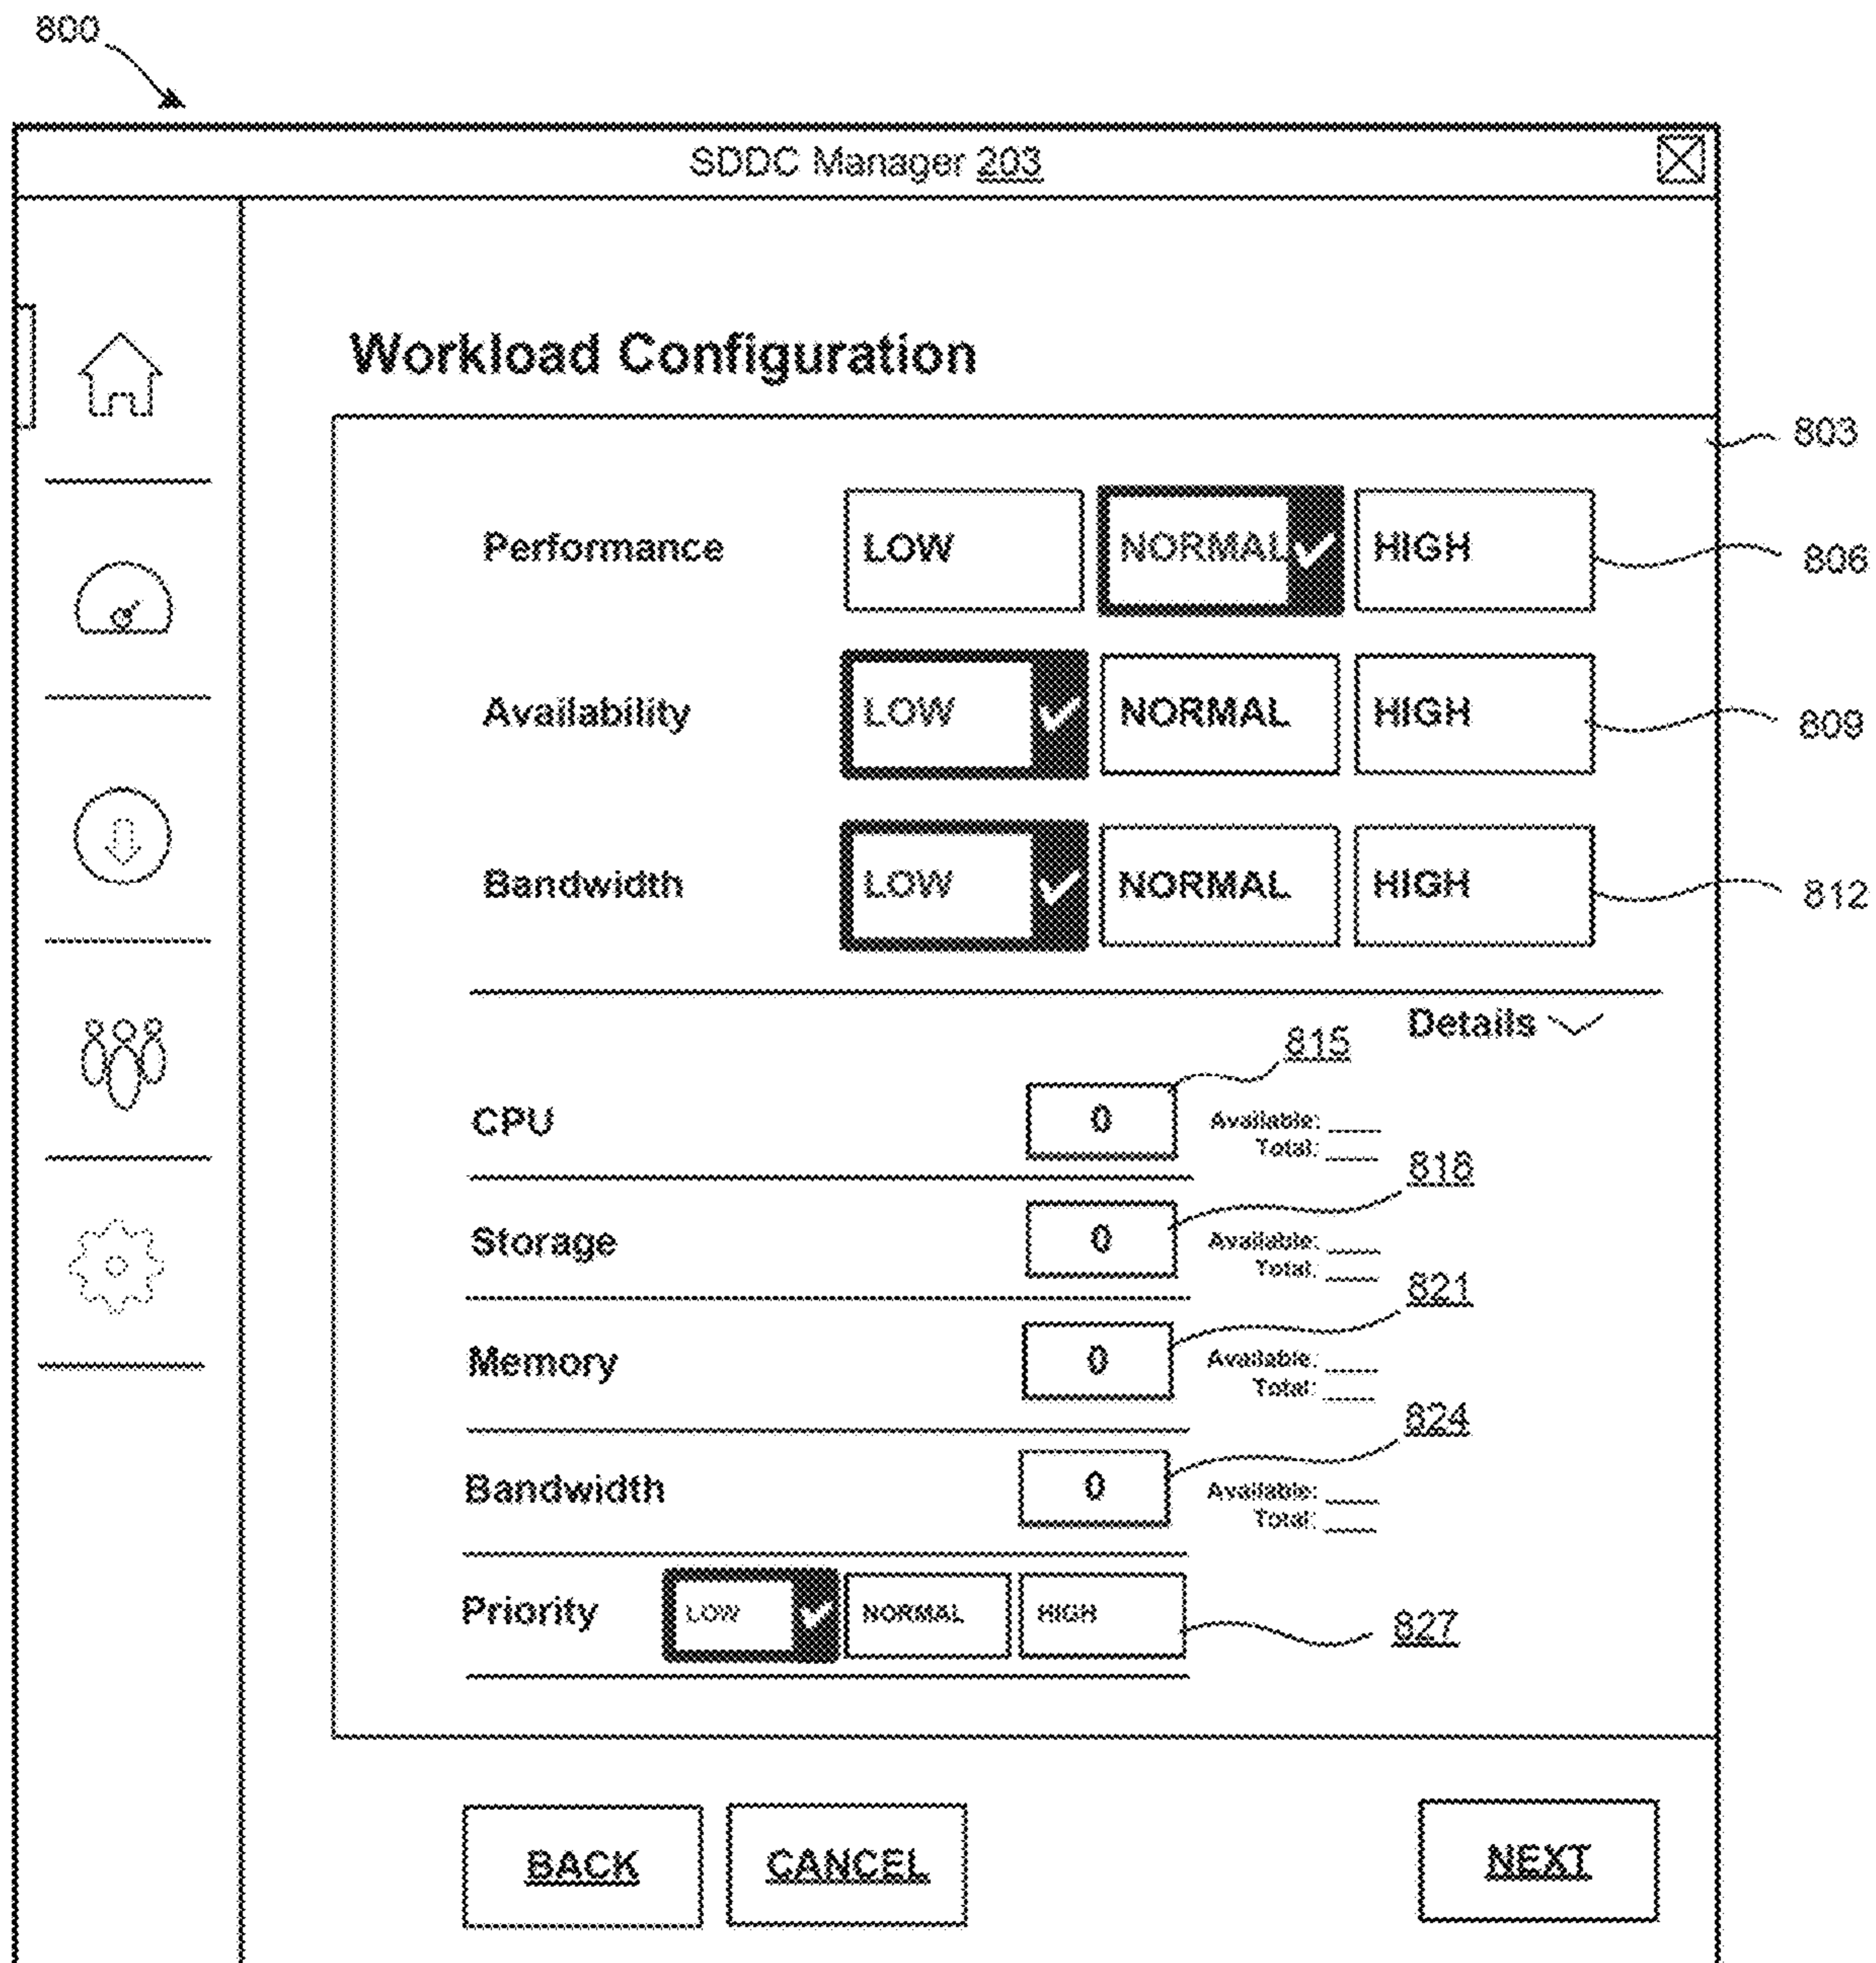 800
SDDC Manager 203
Workload Configuration
803
Performance LOW NORMAL HIGH 806
Availability LOW NORMAL HIGH 809
Bandwidth LOW NORMAL HIGH 812
Details
815
CPU 0 Available:
Total:
818
Storage 0 Available:
Total:
821
Memory 0 Available:
Total:
824
Bandwidth 0 Available:
Total:
Priority LOW NORMAL HIGH 827
BACK CANCEL NEXT